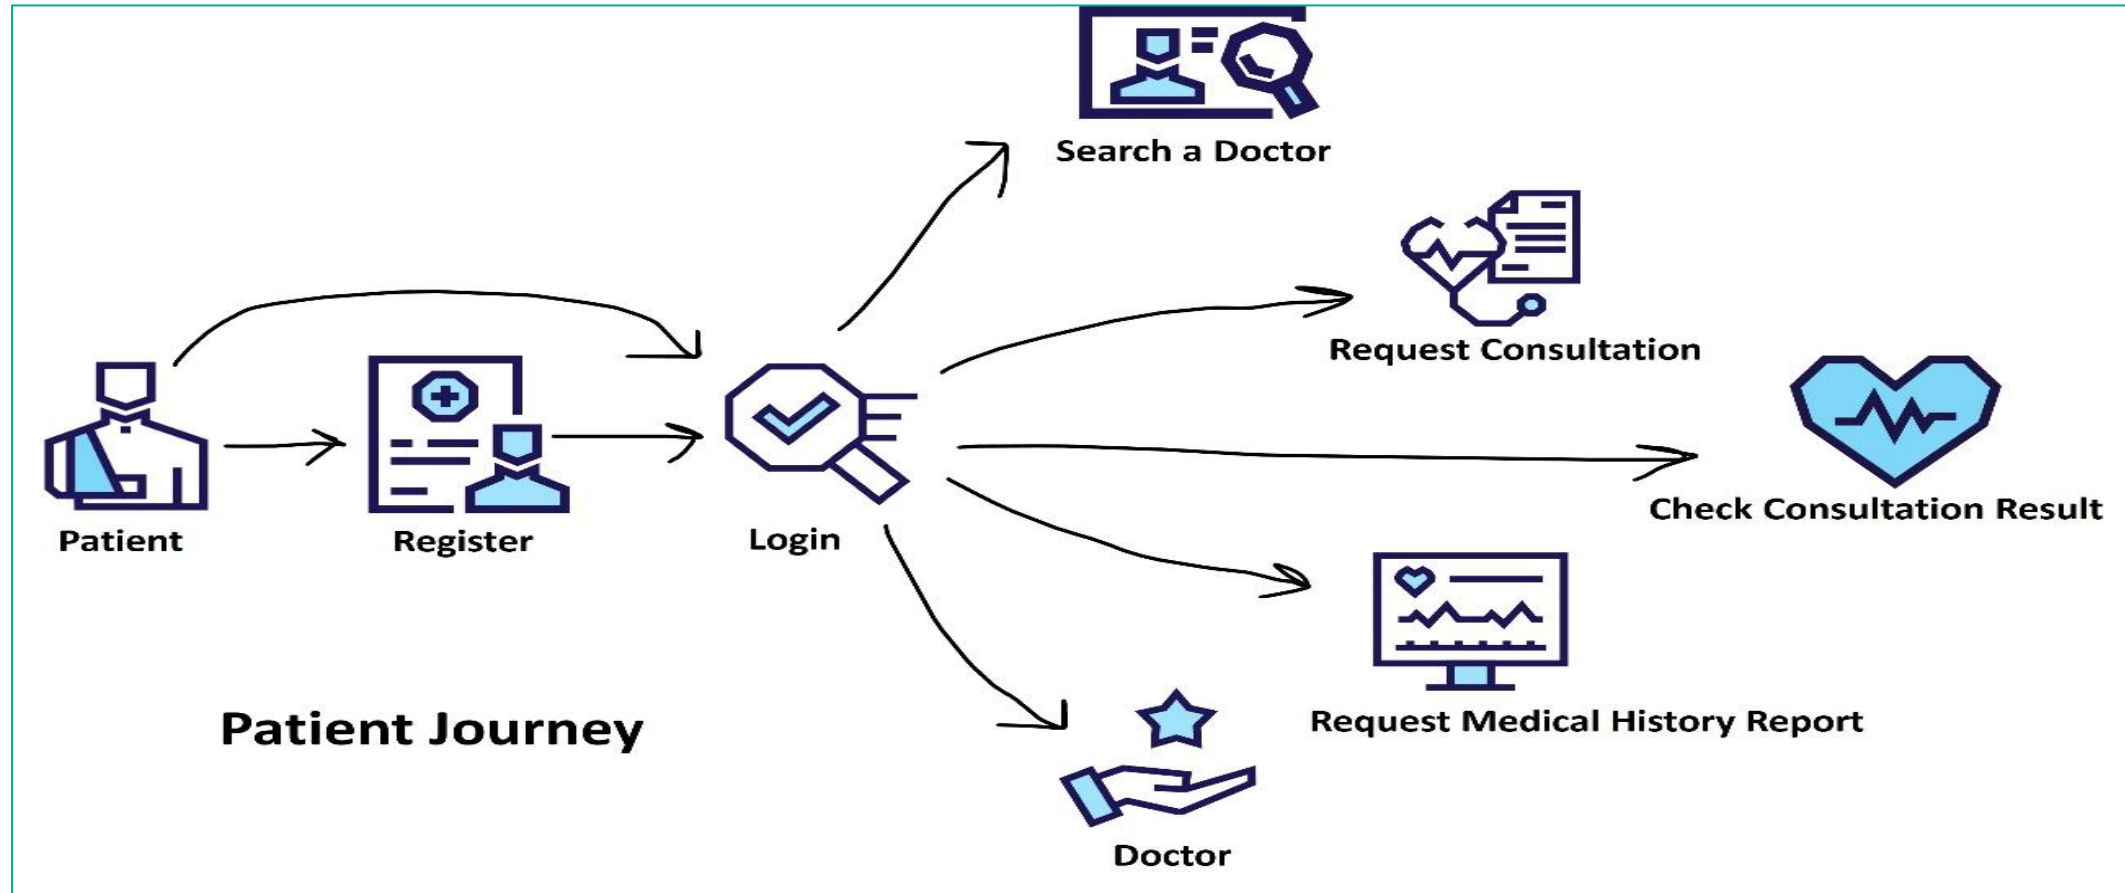 Search a Doctor
Request Consultation
Check Consultation Result
Patient
Register
Login
Request Medical History Report
Patient Journey
Doctor